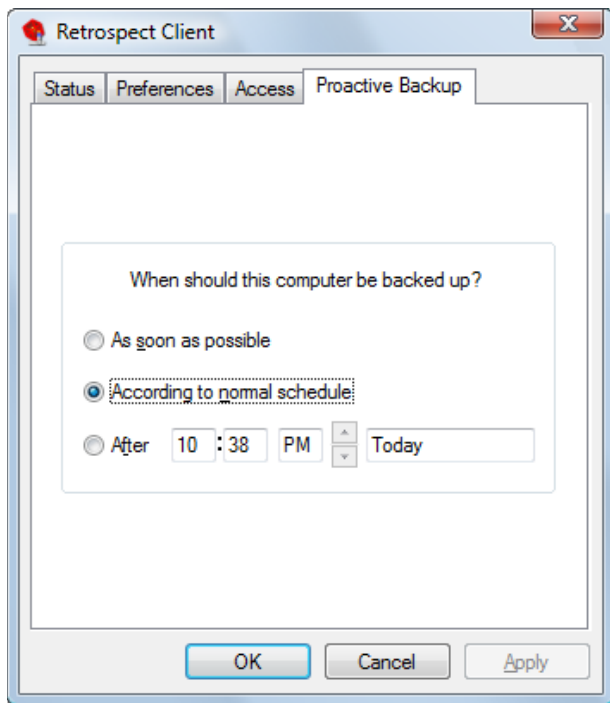 Retrospect Client
Status Preferences Access Proactive Backup
When should this computer be backed up?
As soon as possible
According to normal schedule
After 10 : 38 PM Today
OK Cancel Apply